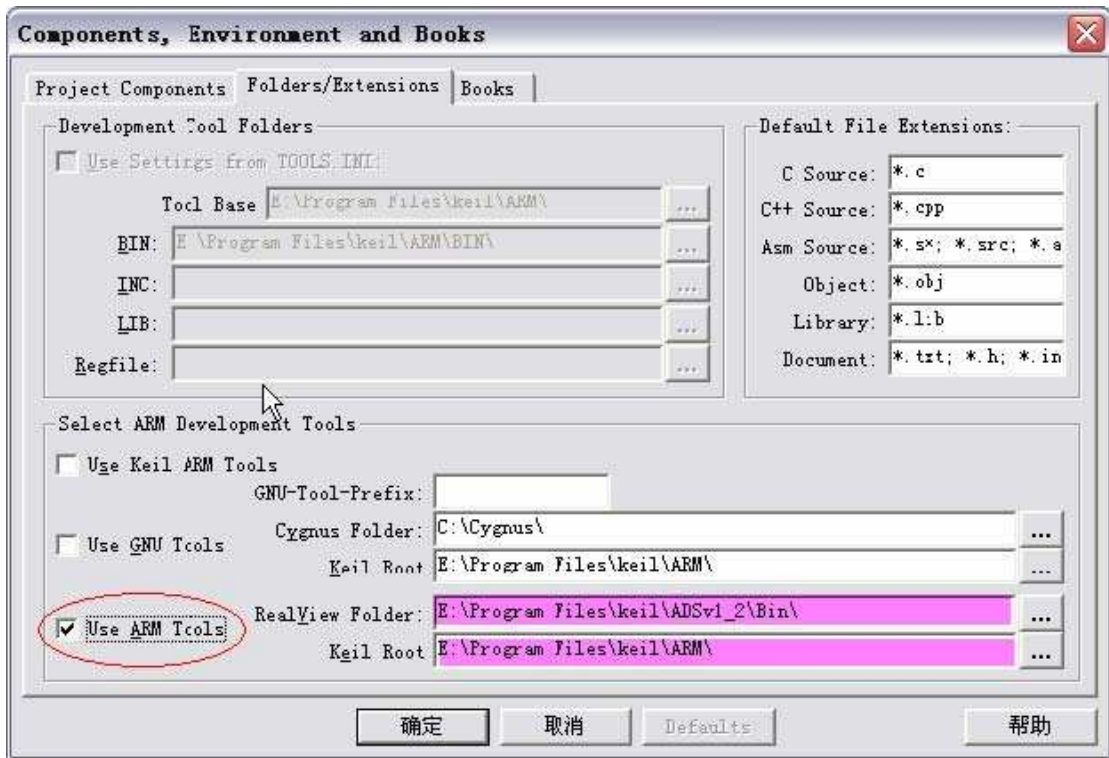 Components, Environment and Books
Project Components Folders/Extensions Books
Development Tool Folders
Use Settings from TOOLS INI:
Tool Base E:\Program Files\keil\ARM\ ...
BIN: E \Program Files\keil\ARM\BIN\ ...
INC: ...
LIB: ...
Regfile: ...
Default File Extensions:
C Source: *.c
C++ Source: *.cpp
Asm Source: *.s*; *.src; *.a
Object: *.obj
Library: *.lib
Document: *.txt; *.h; *.in
Select ARM Development Tools
Use Keil ARM Tools
GNU-Tool-Prefix:
Use GNU Tools
Cygnus Folder: C:\Cygnus\ ...
Keil Root E:\Program Files\keil\ARM\ ...
Use ARM Tools
RealView Folder: E:\Program Files\keil\ADSv1_2\Bin\ ...
Keil Root E:\Program Files\keil\ARM\ ...
确定 取消 Defaults 帮助